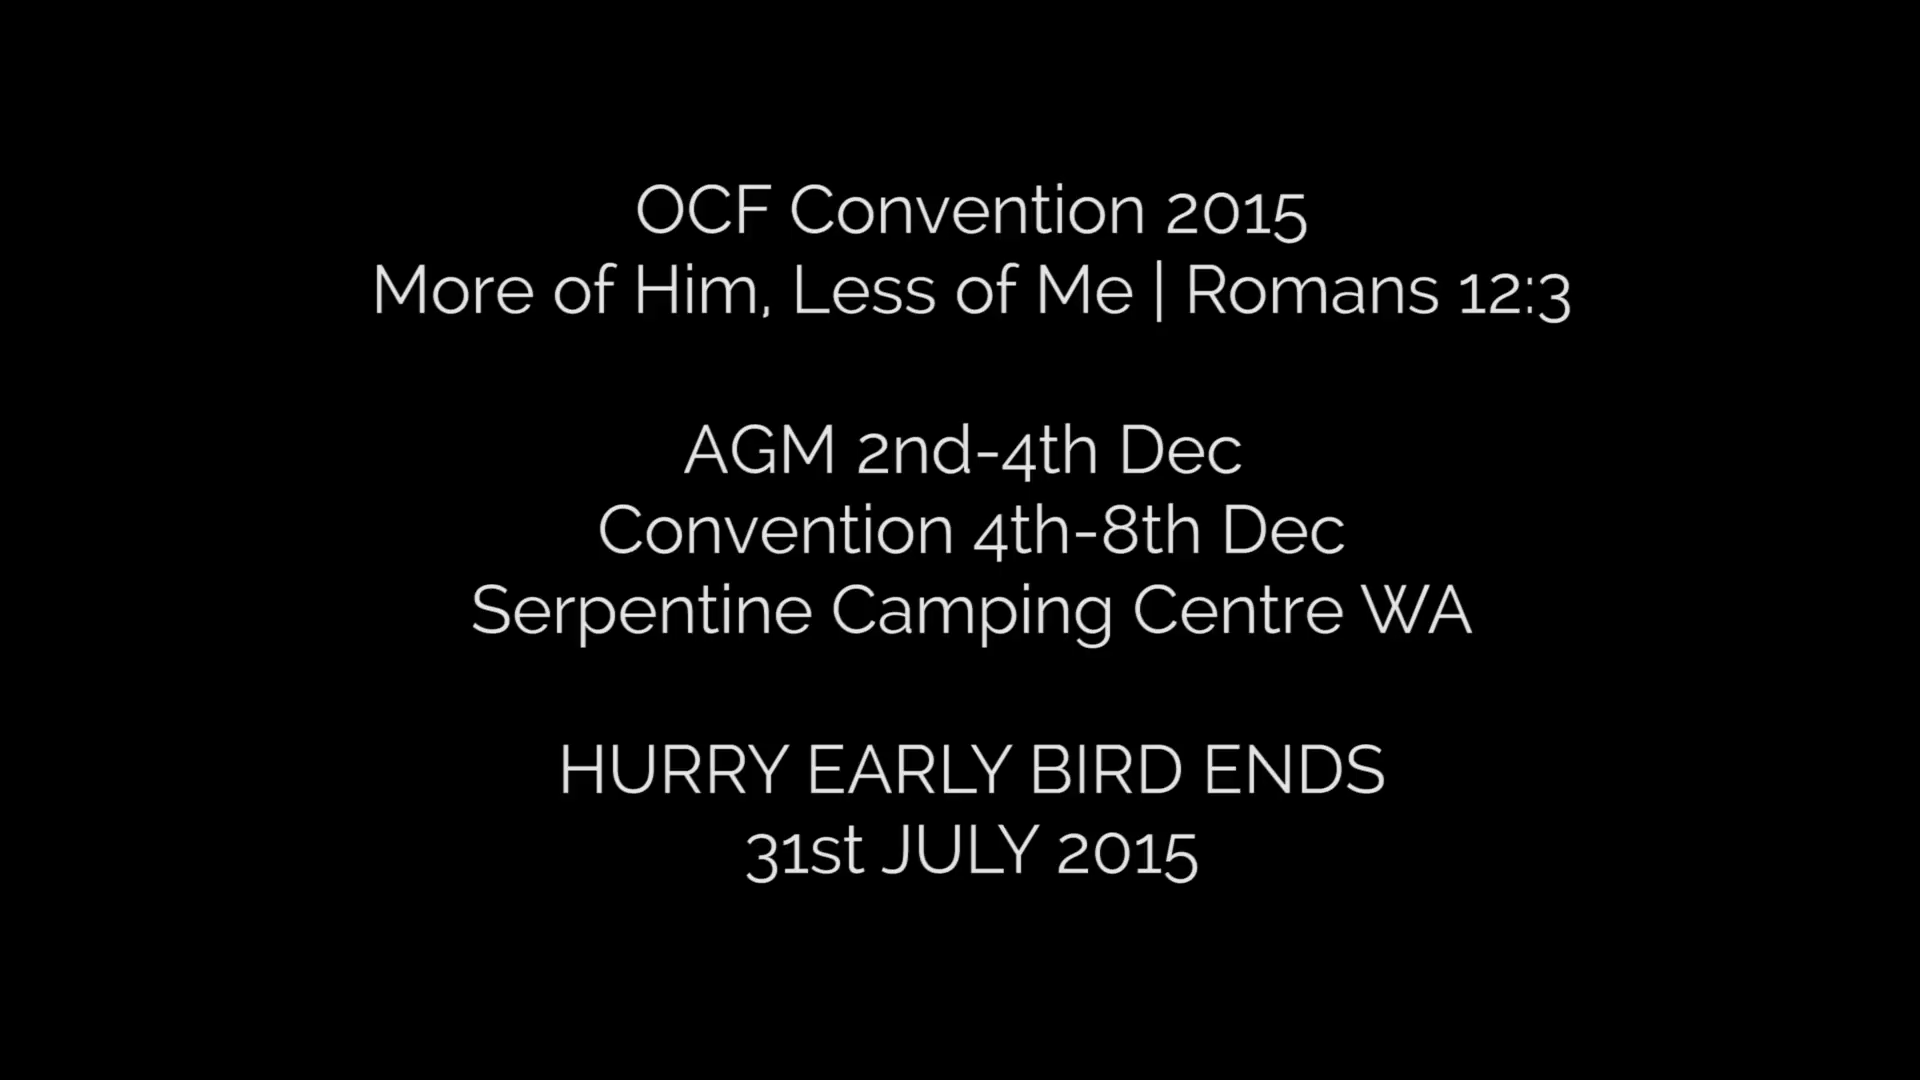 OCF Convention 2015
More of Him, Less of Me | Romans 12:3
AGM 2nd-4th Dec
Convention 4th-8th Dec
Serpentine Camping Centre WA
HURRY EARLY BIRD ENDS
31st JULY 2015